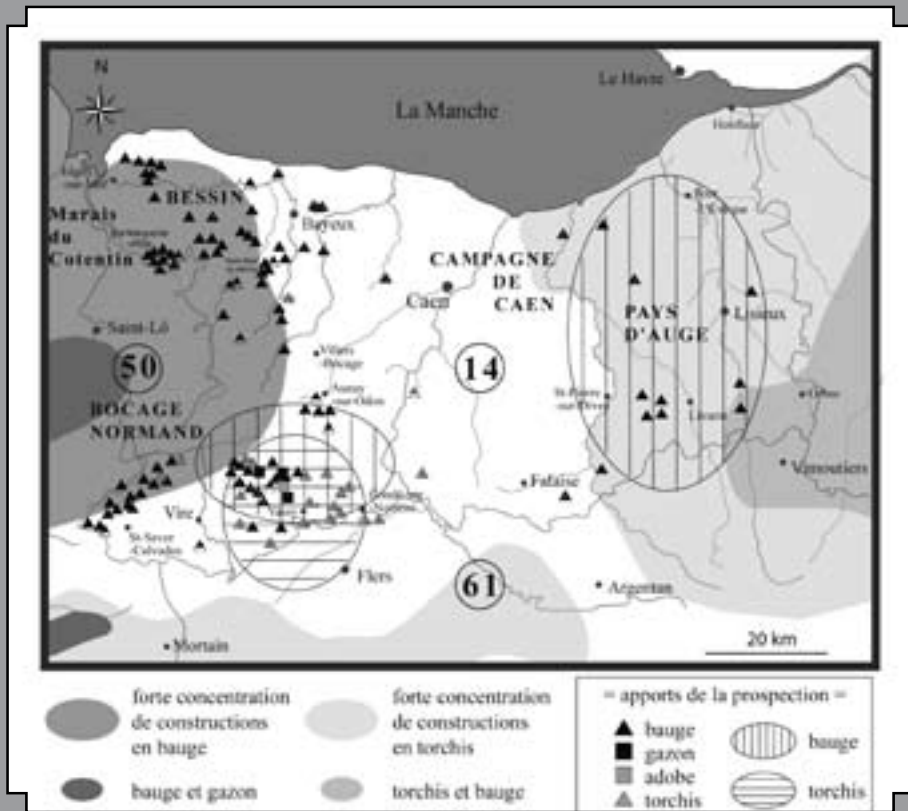 N
Le Havre
La Manche
Honfleur
BESSIN
Bayeux
Marais
du
Cotentin
CAMPAGNE
DE
CAEN
Caen
PAYS
D'AUGE
Lisieux
Saint-Lô
Villers
-Bocage
50
14
Aunay
-sur-Odon
St-Pierre
-sur-Dives
Livarot
Orbec
BOCAGE
NORMAND
Vimoutiers
Falaise
Vire
St-Sever
-Calvados
Flers
61
Argentan
Mortain
20 km
forte concentration
de constructions
en bauge
forte concentration
de constructions
en torchis
bauge et gazon
torchis et bauge
= apports de la prospection =
bauge
gazon
adobe
torchis
bauge
torchis